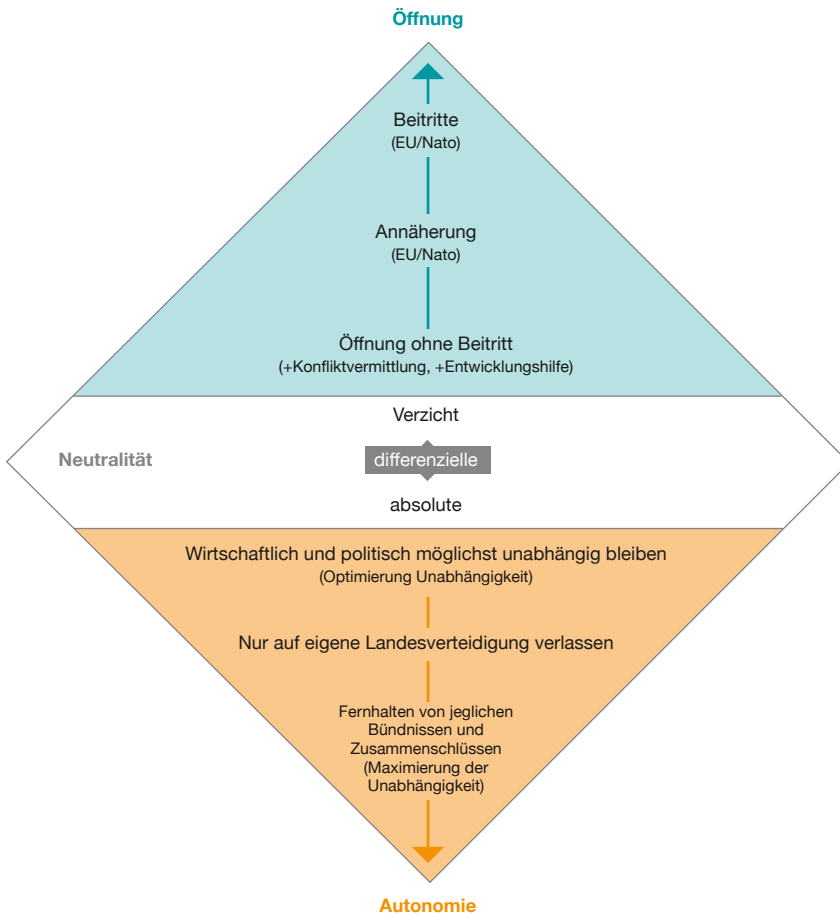 Öffnung
Beitritte
(EU/Nato)
Annäherung
(EU/Nato)
Öffnung ohne Beitritt
(+Konfliktvermittlung, +Entwicklungshilfe)
Verzicht
Neutralität
differenzielle
absolute
Wirtschaftlich und politisch möglichst unabhängig bleiben
(Optimierung Unabhängigkeit)
Nur auf eigene Landesverteidigung verlassen
Fernhalten von jeglichen
Bündnissen und
Zusammenschlüssen
(Maximierung der
Unabhängigkeit)
Autonomie